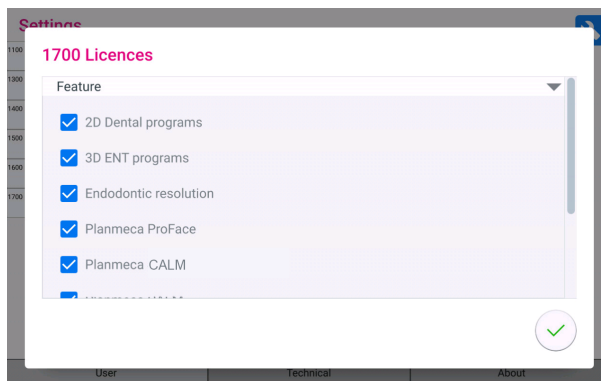 Settings
1100
1700 Licences
1300
Feature
1400
2D Dental programs
1500
3D ENT programs
1600
Endodontic resolution
1700
Planmeca ProFace
Planmeca CALM
User
Technical
About